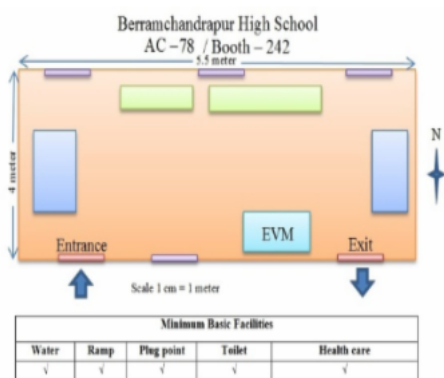 Berramchandrapur High School
AC – 78 / Booth – 242
5.5 meter
4 meter
N
EVM
Entrance
Exit
Scale 1 cm = 1 meter
Minimum Basic Facilities
Water Ramp Plug point Toilet Health care
√ √ √ √ √